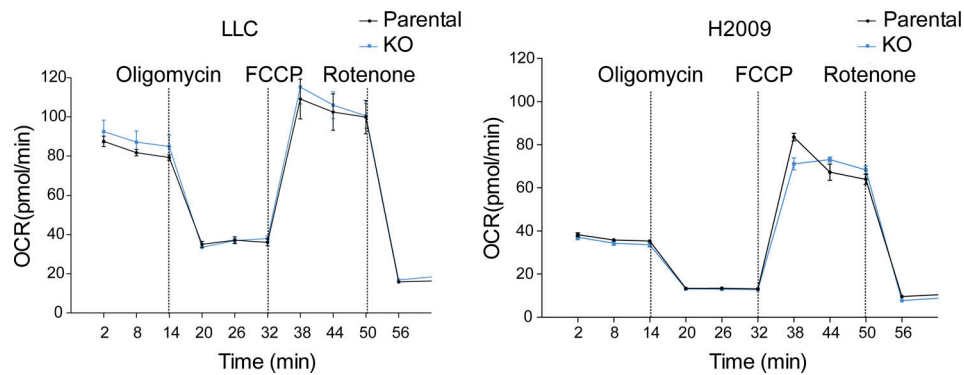 LLC
Parental
KO
Oligomycin FCCP Rotenone
120
100
80
60
40
20
0
OCR(pmol/min)
2 8 14 20 26 32 38 44 50 56
Time (min)
H2009
Parental
KO
Oligomycin FCCP Rotenone
120
100
80
60
40
20
0
OCR(pmol/min)
2 8 14 20 26 32 38 44 50 56
Time (min)